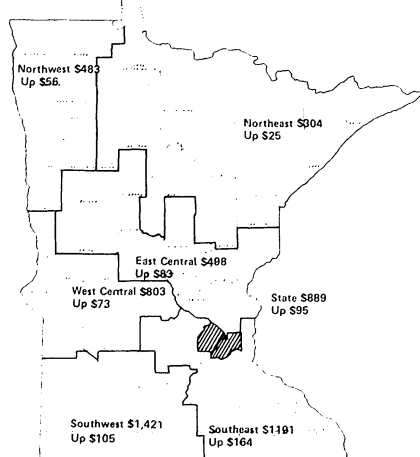 Northwest $483
Up $56.
Northeast $304
Up $25
East Central $498
Up $83
West Central $803
Up $73
State $889
Up $95
Southwest $1,421
Up $105
Southeast $1191
Up $164